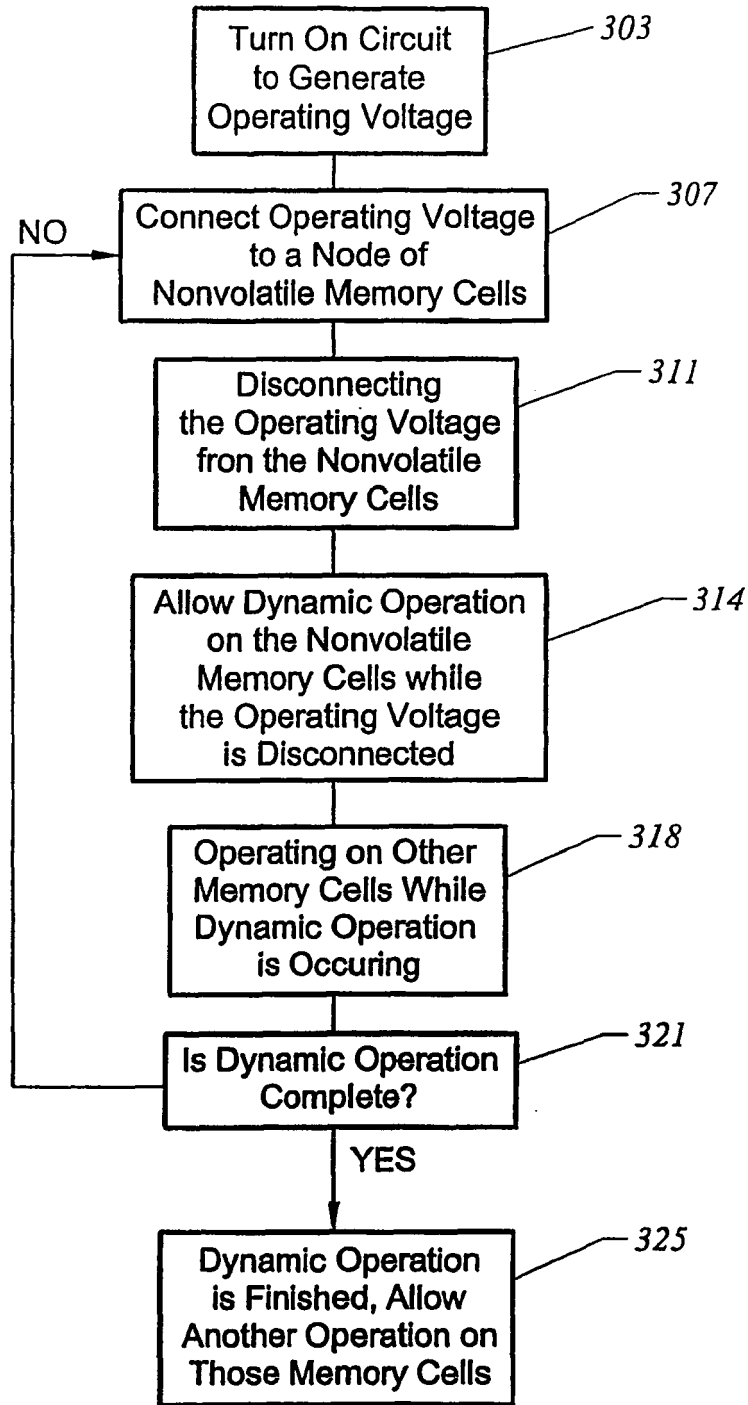 Turn On Circuit
to Generate
Operating Voltage
303
Connect Operating Voltage
to a Node of
Nonvolatile Memory Cells
307
NO
Disconnecting
the Operating Voltage
fron the Nonvolatile
Memory Cells
311
Allow Dynamic Operation
on the Nonvolatile
Memory Cells while
the Operating Voltage
is Disconnected
314
Operating on Other
Memory Cells While
Dynamic Operation
is Occuring
318
Is Dynamic Operation
Complete?
321
YES
Dynamic Operation
is Finished, Allow
Another Operation on
Those Memory Cells
325